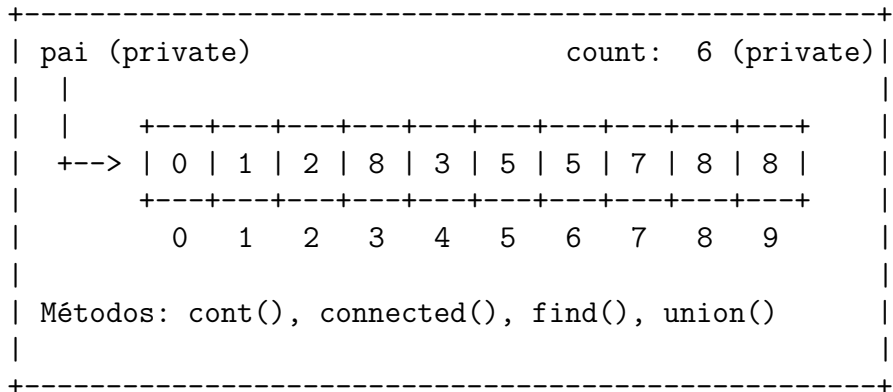 +----------------------------------------------------+
| pai (private)                   count:  6 (private)|
|  |                                                 |
|  |    +---+---+---+---+---+---+---+---+---+---+    |
|  +--> | 0 | 1 | 2 | 8 | 3 | 5 | 5 | 7 | 8 | 8 |    |
|       +---+---+---+---+---+---+---+---+---+---+    |
|         0   1   2   3   4   5   6   7   8   9      |
|                                                    |
| Métodos: cont(), connected(), find(), union()      |
|                                                    |
+----------------------------------------------------+